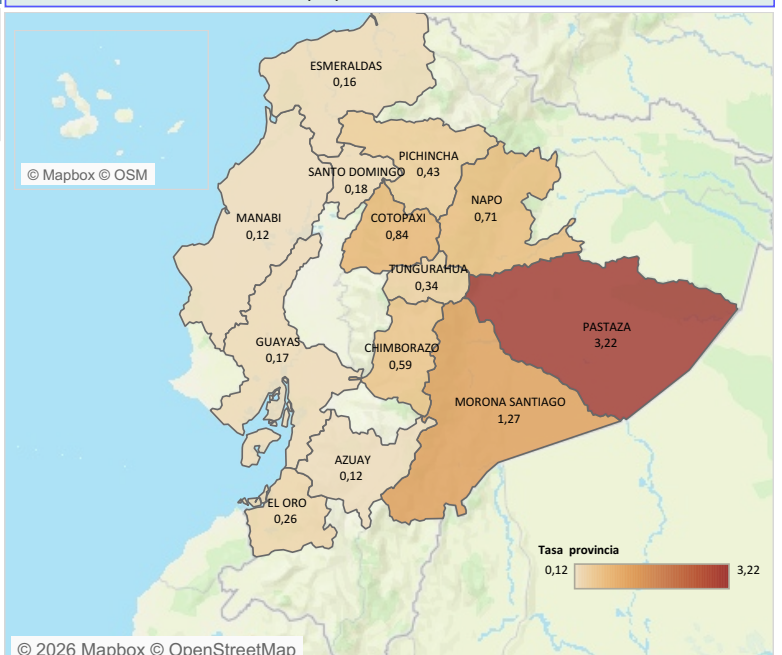 ESMERALDAS
0,16
© Mapbox © OSM
PICHINCHA
0,43
SANTO DOMINGO
0,18
NAPO
0,71
MANABI
0,12
COTOPAXI
0,84
TUNGURAHUA
0,34
PASTAZA
3,22
GUAYAS
0,17
CHIMBORAZO
0,59
MORONA SANTIAGO
1,27
AZUAY
0,12
EL ORO
0,26
Tasa provincia
0,12
3,22
© 2026 Mapbox © OpenStreetMap